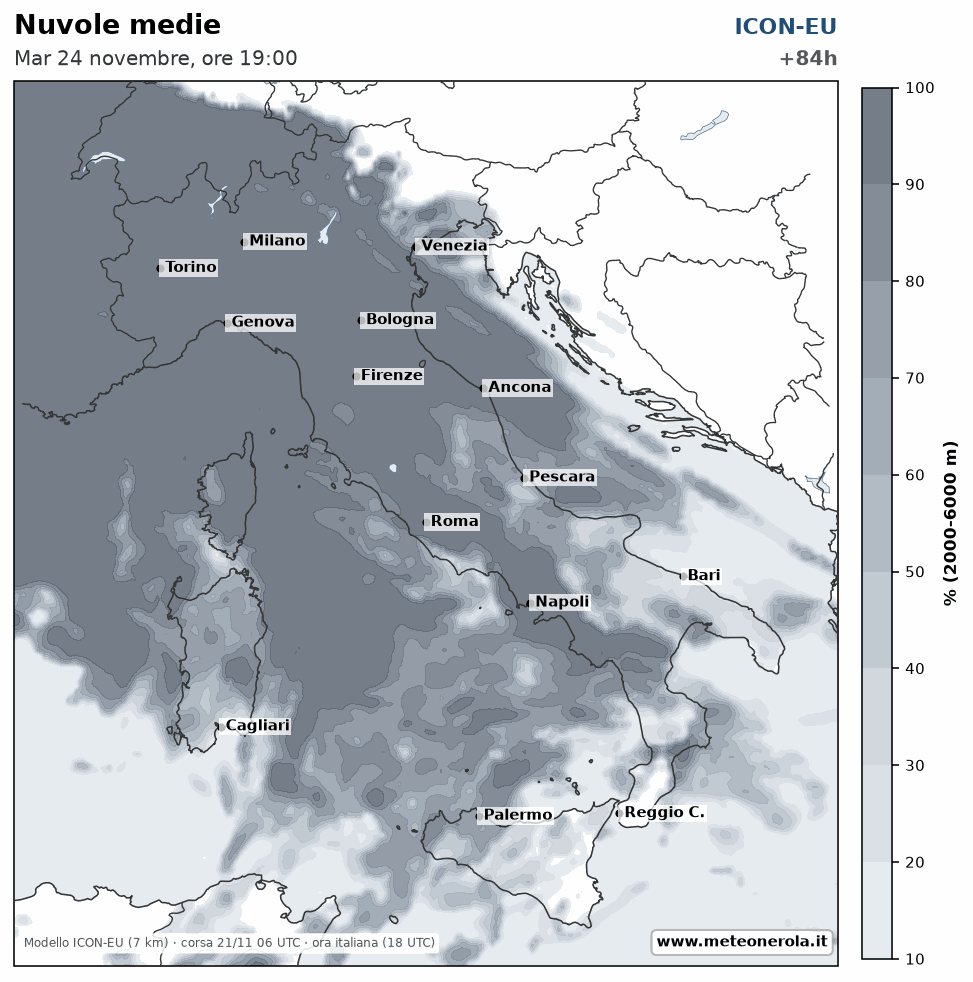 Nuvole medie
ICON-EU
Mar 24 novembre, ore 19:00
+84h
Milano
Venezia
Torino
Genova
Bologna
Firenze
Ancona
Pescara
Roma
Bari
Napoli
Cagliari
Palermo
Reggio C.
100
90
80
70
60
50
40
30
20
10
% (2000-6000 m)
Modello ICON-EU (7 km) · corsa 21/11 06 UTC · ora italiana (18 UTC)
www.meteonerola.it